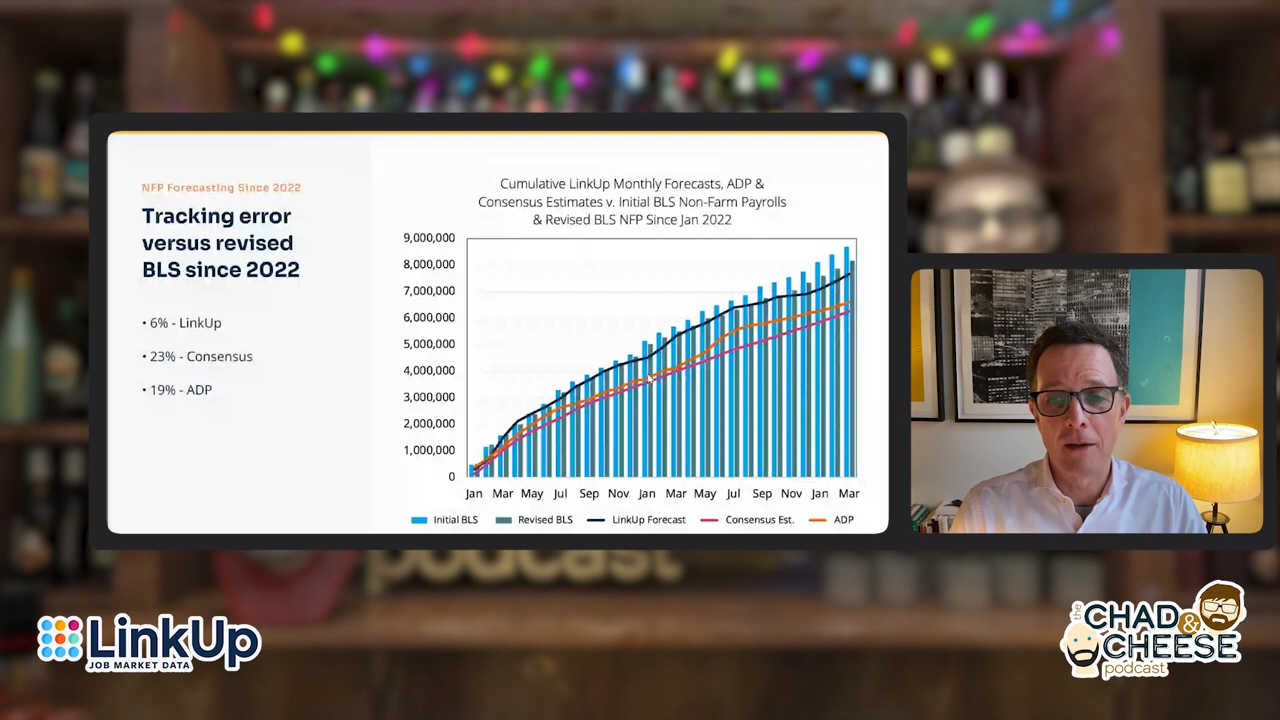 NFP Forecasting Since 2022
Tracking error
versus revised
BLS since 2022
• 6% - LinkUp
• 23% - Consensus
• 19% - ADP
Cumulative LinkUp Monthly Forecasts, ADP &
Consensus Estimates v. Initial BLS Non-Farm Payrolls
& Revised BLS NFP Since Jan 2022
9,000,000
8,000,000
7,000,000
6,000,000
5,000,000
4,000,000
3,000,000
2,000,000
1,000,000
0
Jan Mar May Jul Sep Nov Jan Mar May Jul Sep Nov Jan Mar
Initial BLS Revised BLS LinkUp Forecast Consensus Est. ADP
podcast
LinkUp
JOB MARKET DATA
the
CHAD
&
CHEESE
podcast